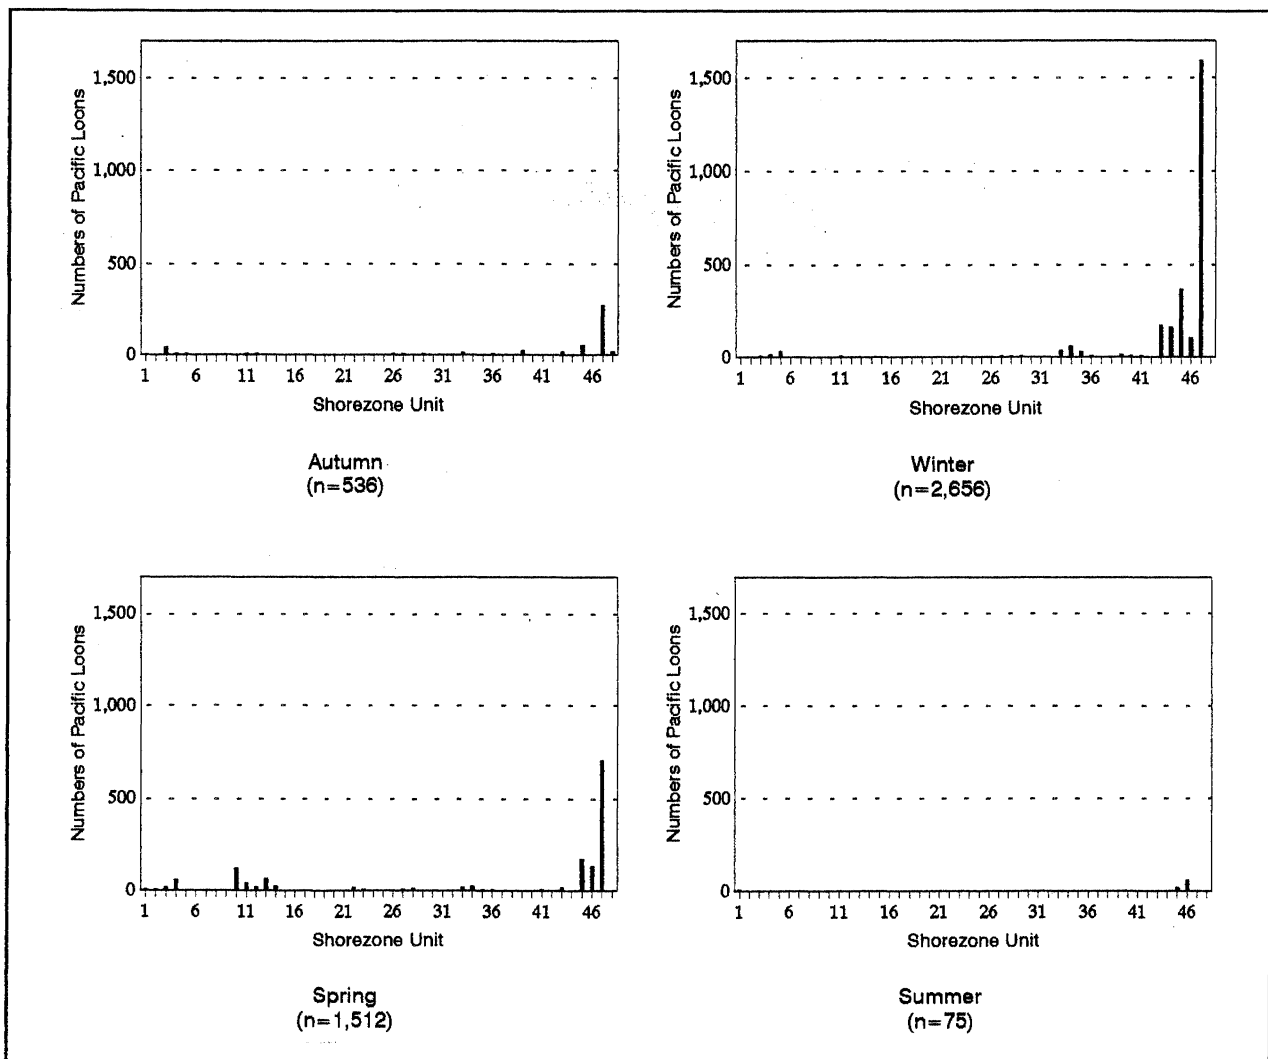 Numbers of Pacific Loons
1,500
1,000
500
0
1 6 11 16 21 26 31 36 41 46
Shorezone Unit
Autumn
(n=536)
Numbers of Pacific Loons
1,500
1,000
500
0
1 6 11 16 21 26 31 36 41 46
Shorezone Unit
Winter
(n=2,656)
Numbers of Pacific Loons
1,500
1,000
500
0
1 6 11 16 21 26 31 36 41 46
Shorezone Unit
Spring
(n=1,512)
Numbers of Pacific Loons
1,500
1,000
500
0
1 6 11 16 21 26 31 36 41 46
Shorezone Unit
Summer
(n=75)